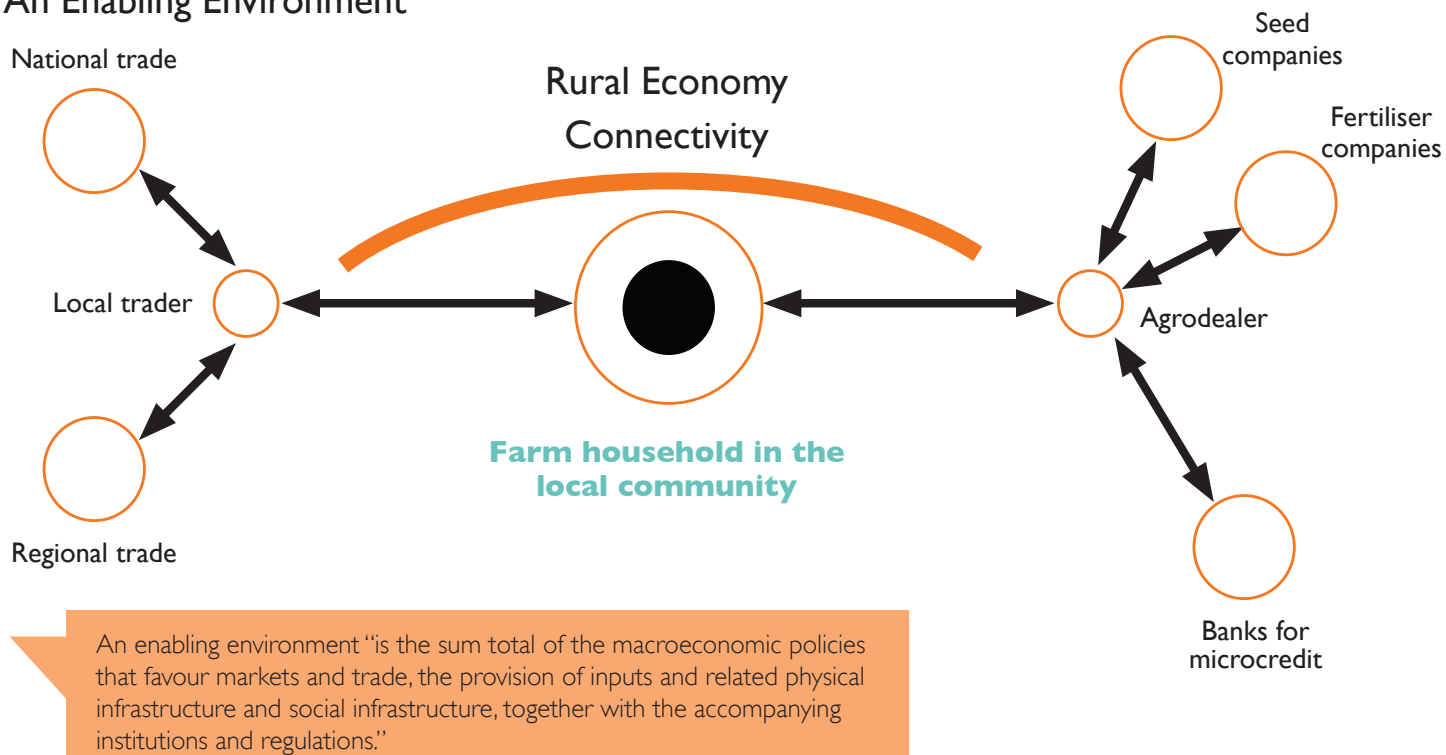 An Enabling Environment
National trade
Rural Economy
Connectivity
Seed
companies
Fertiliser
companies
Local trader
Agrodealer
Farm household in the
local community
Regional trade
Banks for
microcredit
An enabling environment “is the sum total of the macroeconomic policies
that favour markets and trade, the provision of inputs and related physical
infrastructure and social infrastructure, together with the accompanying
institutions and regulations.”